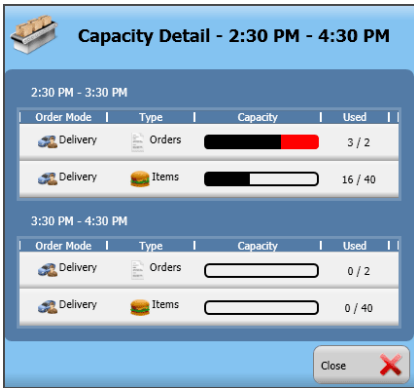 Capacity Detail - 2:30 PM - 4:30 PM
2:30 PM - 3:30 PM
Order Mode Type Capacity Used
Delivery Orders 3 / 2
Delivery Items 16 / 40
3:30 PM - 4:30 PM
Order Mode Type Capacity Used
Delivery Orders 0 / 2
Delivery Items 0 / 40
Close